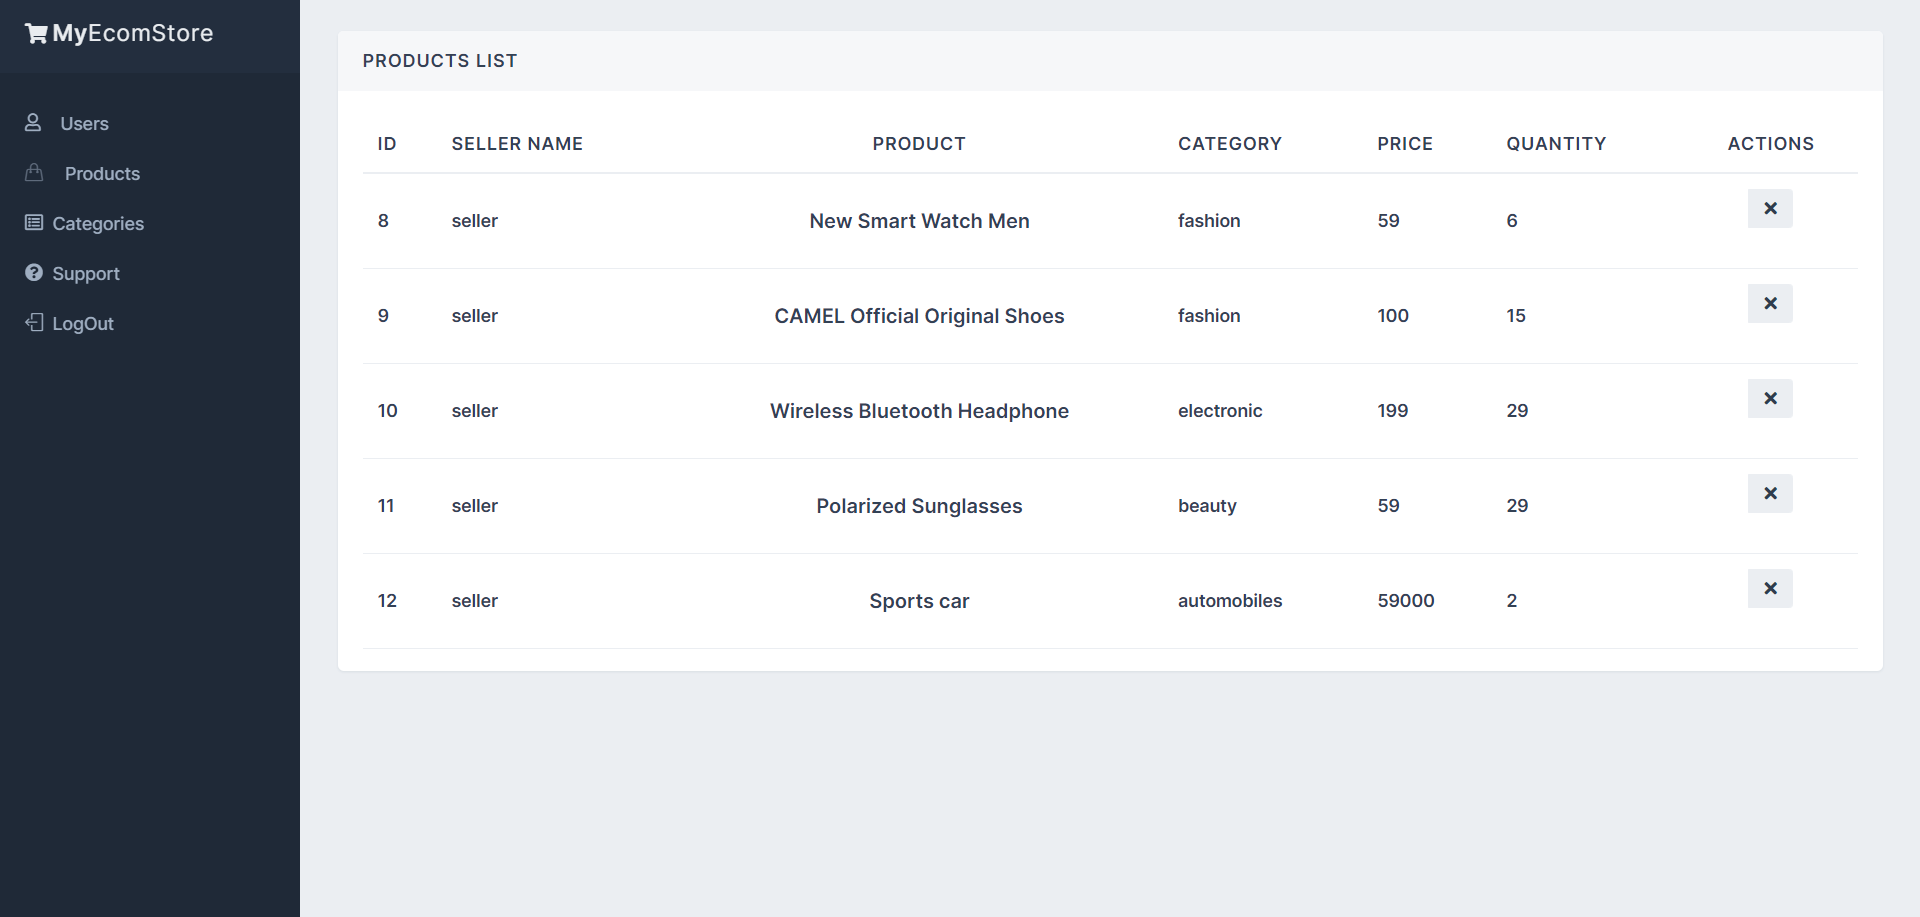 MyEcomStore
Users
Products
Categories
Support
LogOut
PRODUCTS LIST
ID SELLER NAME PRODUCT CATEGORY PRICE QUANTITY ACTIONS
8 seller New Smart Watch Men fashion 59 6
9 seller CAMEL Official Original Shoes fashion 100 15
10 seller Wireless Bluetooth Headphone electronic 199 29
11 seller Polarized Sunglasses beauty 59 29
12 seller Sports car automobiles 59000 2